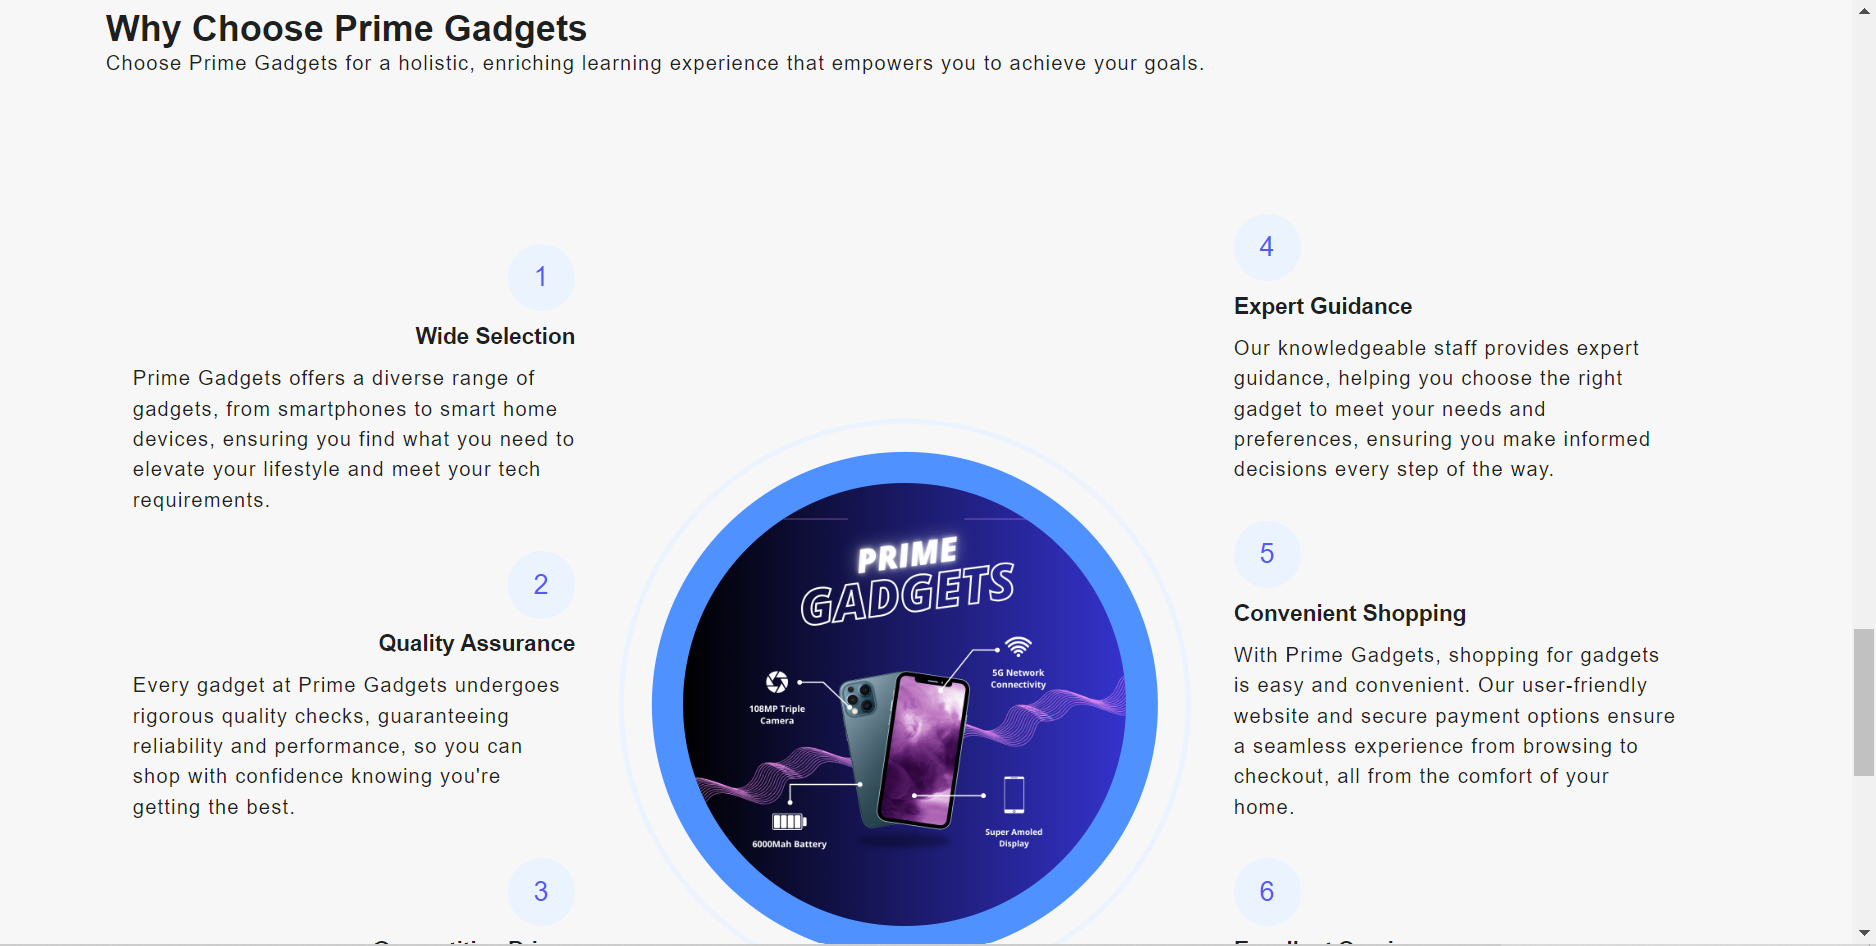 Why Choose Prime Gadgets
Choose Prime Gadgets for a holistic, enriching learning experience that empowers you to achieve your goals.
1
Wide Selection
Prime Gadgets offers a diverse range of
gadgets, from smartphones to smart home
devices, ensuring you find what you need to
elevate your lifestyle and meet your tech
requirements.
2
Quality Assurance
Every gadget at Prime Gadgets undergoes
rigorous quality checks, guaranteeing
reliability and performance, so you can
shop with confidence knowing you're
getting the best.
3
PRIME
GADGETS
5G Network
Connectivity
108MP Triple
Camera
6000Mah Battery
Super Amoled
Display
4
Expert Guidance
Our knowledgeable staff provides expert
guidance, helping you choose the right
gadget to meet your needs and
preferences, ensuring you make informed
decisions every step of the way.
5
Convenient Shopping
With Prime Gadgets, shopping for gadgets
is easy and convenient. Our user-friendly
website and secure payment options ensure
a seamless experience from browsing to
checkout, all from the comfort of your
home.
6